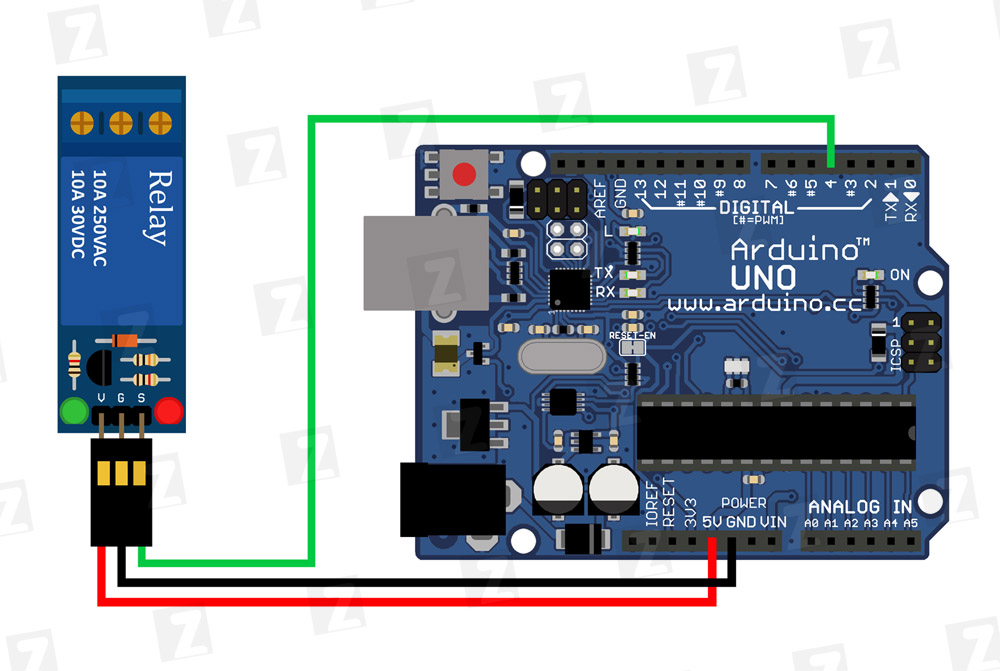 Relay
10A 250VAC
10A 30VDC
V G S
AREF
GND
13
12
#11
#10
#9
8
7
#6
#5
4
#3
2
TX 1
RX 0
DIGITAL
[#=PWM]
L
TX
RX
Arduino™
UNO
www.arduino.cc
ON
RESET-EN
1
ICSP
IOREF
RESET
3V3
POWER
5V GND VIN
ANALOG IN
A0 A1 A2 A3 A4 A5
Z